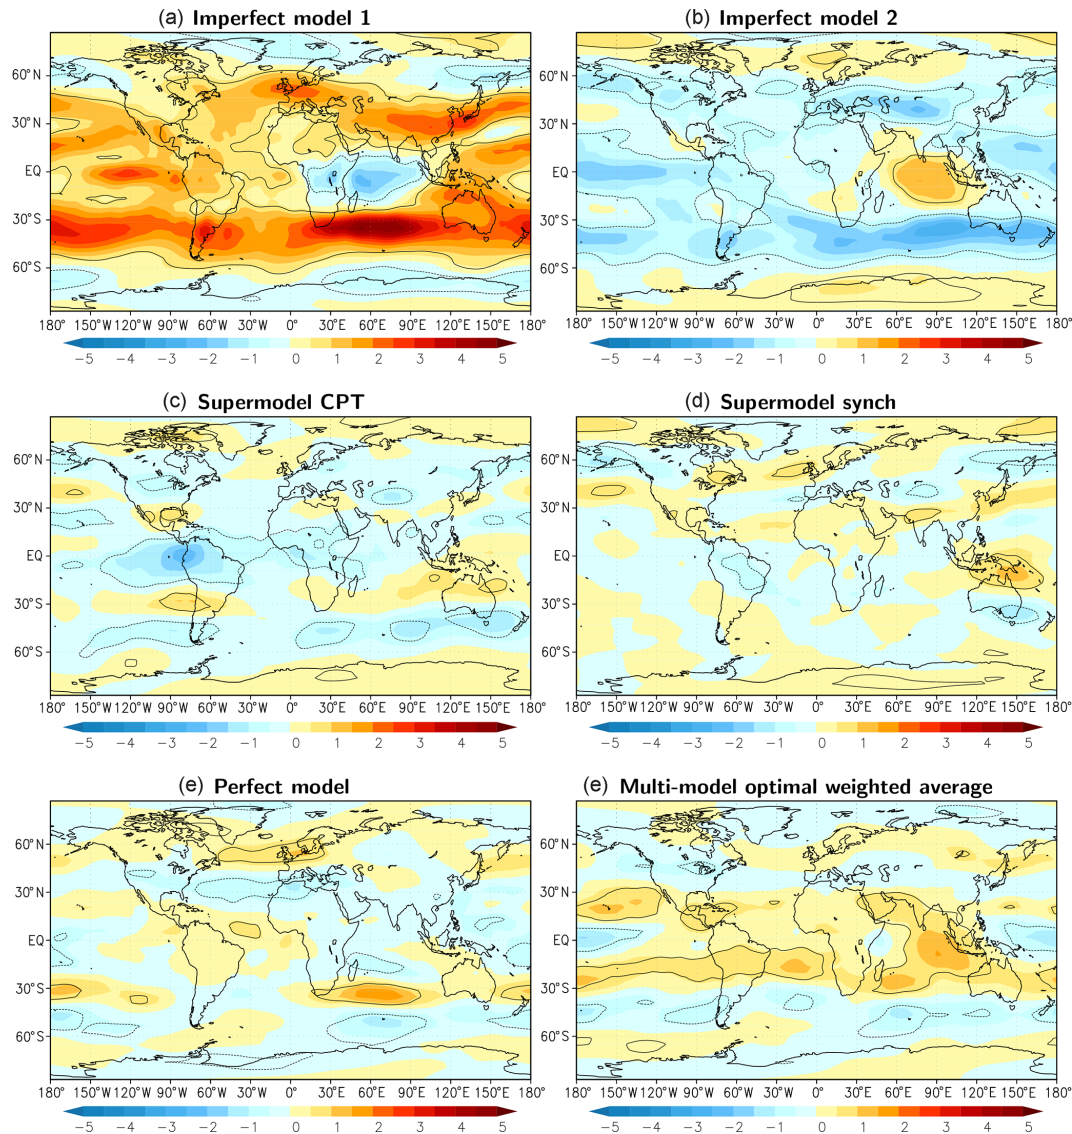 (a) Imperfect model 1
60°N
30°N
EQ
30°S
60°S
180° 150°W 120°W 90°W 60°W 30°W 0° 30°E 60°E 90°E 120°E 150°E 180°
−5 −4 −3 −2 −1 0 1 2 3 4 5
(b) Imperfect model 2
60°N
30°N
EQ
30°S
60°S
180° 150°W 120°W 90°W 60°W 30°W 0° 30°E 60°E 90°E 120°E 150°E 180°
−5 −4 −3 −2 −1 0 1 2 3 4 5
(c) Supermodel CPT
60°N
30°N
EQ
30°S
60°S
180° 150°W 120°W 90°W 60°W 30°W 0° 30°E 60°E 90°E 120°E 150°E 180°
−5 −4 −3 −2 −1 0 1 2 3 4 5
(d) Supermodel synch
60°N
30°N
EQ
30°S
60°S
180° 150°W 120°W 90°W 60°W 30°W 0° 30°E 60°E 90°E 120°E 150°E 180°
−5 −4 −3 −2 −1 0 1 2 3 4 5
(e) Perfect model
60°N
30°N
EQ
30°S
60°S
180° 150°W 120°W 90°W 60°W 30°W 0° 30°E 60°E 90°E 120°E 150°E 180°
−5 −4 −3 −2 −1 0 1 2 3 4 5
(e) Multi-model optimal weighted average
60°N
30°N
EQ
30°S
60°S
180° 150°W 120°W 90°W 60°W 30°W 0° 30°E 60°E 90°E 120°E 150°E 180°
−5 −4 −3 −2 −1 0 1 2 3 4 5